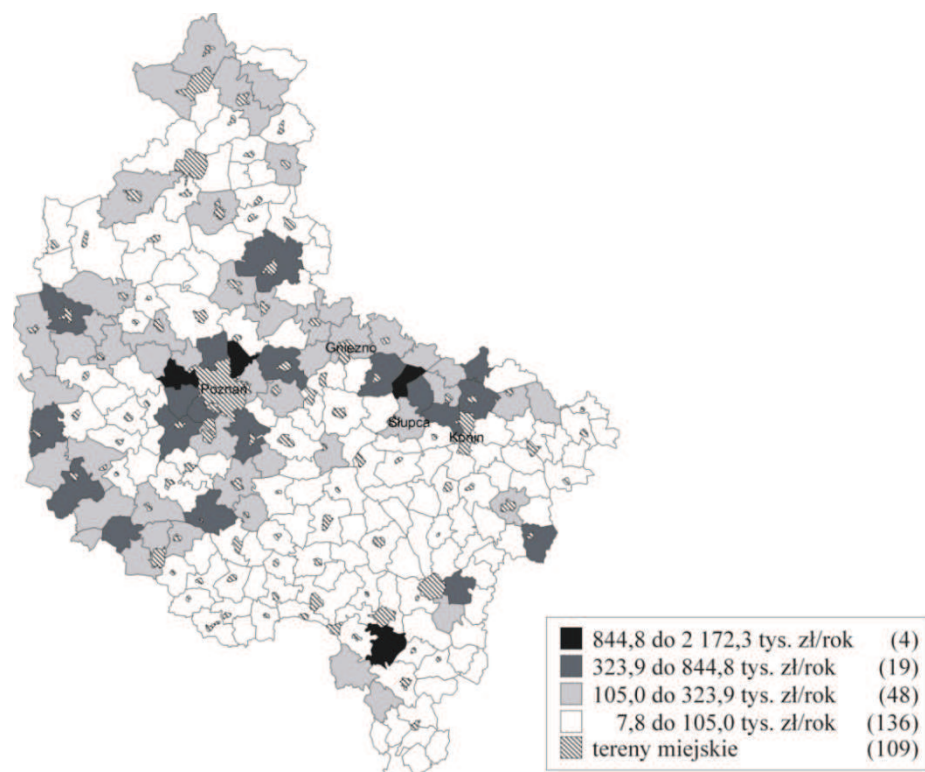 Gniezno
Poznań
Słupca
Konin
844,8 do 2 172,3 tys. zł/rok (4)
323,9 do 844,8 tys. zł/rok (19)
105,0 do 323,9 tys. zł/rok (48)
7,8 do 105,0 tys. zł/rok (136)
tereny miejskie (109)